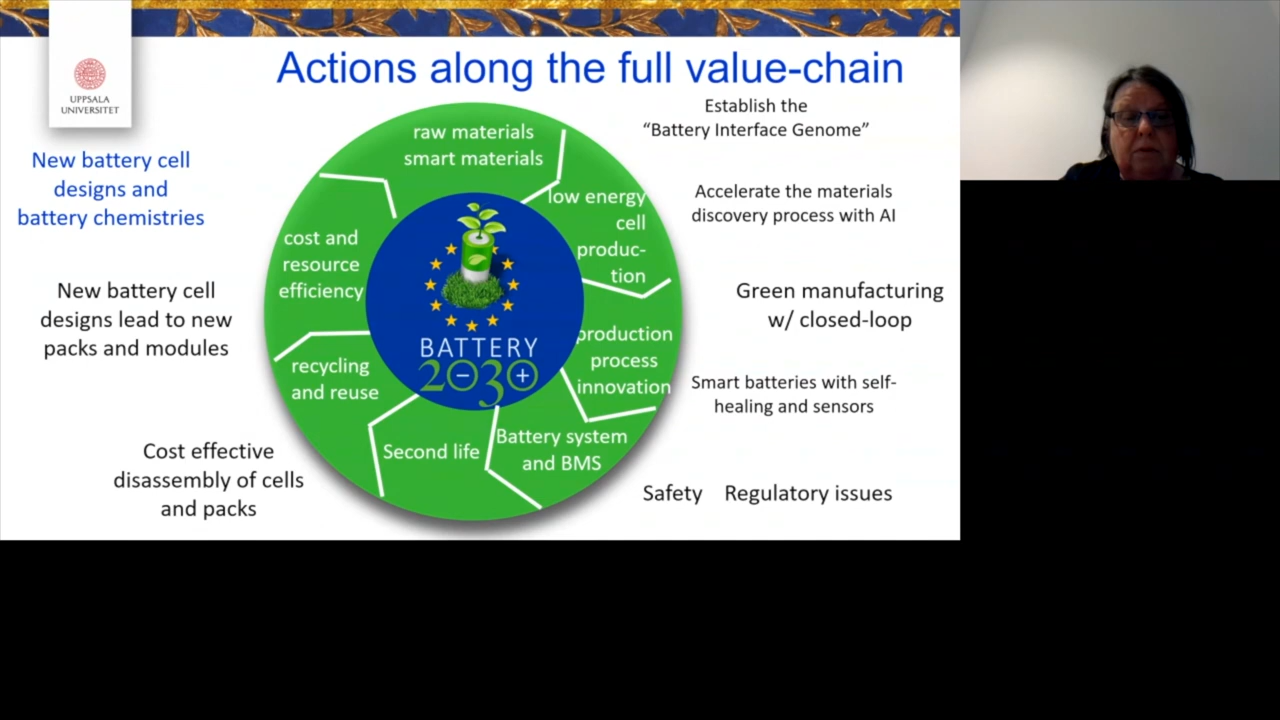 UPPSALA
UNIVERSITET
Actions along the full value-chain
New battery cell
designs and
battery chemistries
New battery cell
designs lead to new
packs and modules
Cost effective
disassembly of cells
and packs
raw materials
smart materials
low energy
cell
produc-
tion
production
process
innovation
Battery system
and BMS
Second life
recycling
and reuse
cost and
resource
efficiency
BATTERY
2030
Establish the
“Battery Interface Genome”
Accelerate the materials
discovery process with AI
Green manufacturing
w/ closed-loop
Smart batteries with self-
healing and sensors
Safety Regulatory issues